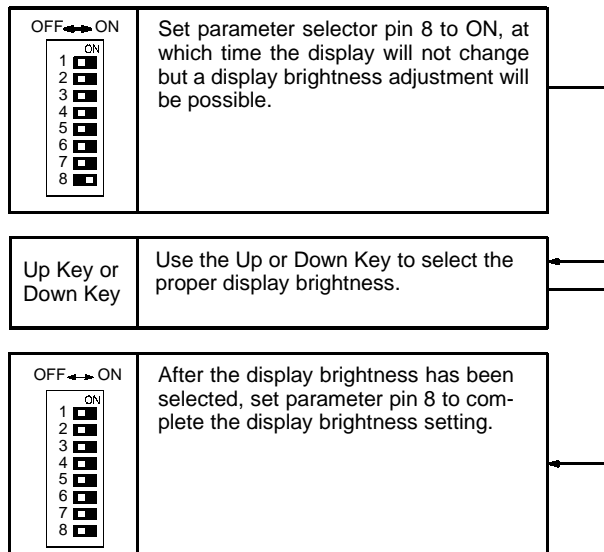 OFF ON
ON
1
2
3
4
5
6
7
8
Set parameter selector pin 8 to ON, at
which time the display will not change
but a display brightness adjustment will
be possible.
Up Key or
Down Key
Use the Up or Down Key to select the
proper display brightness.
OFF ON
ON
1
2
3
4
5
6
7
8
After the display brightness has been
selected, set parameter pin 8 to com-
plete the display brightness setting.